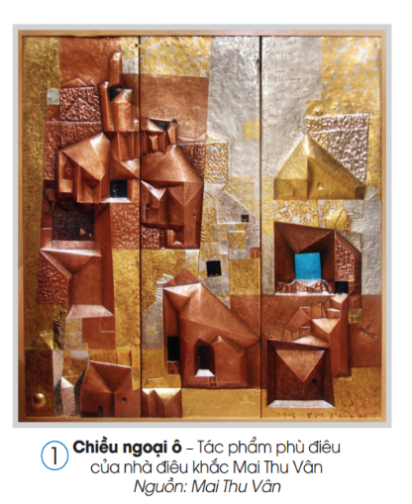 1 Chiều ngoại ô – Tác phẩm phù điêu
của nhà điêu khắc Mai Thu Vân
Nguồn: Mai Thu Vân